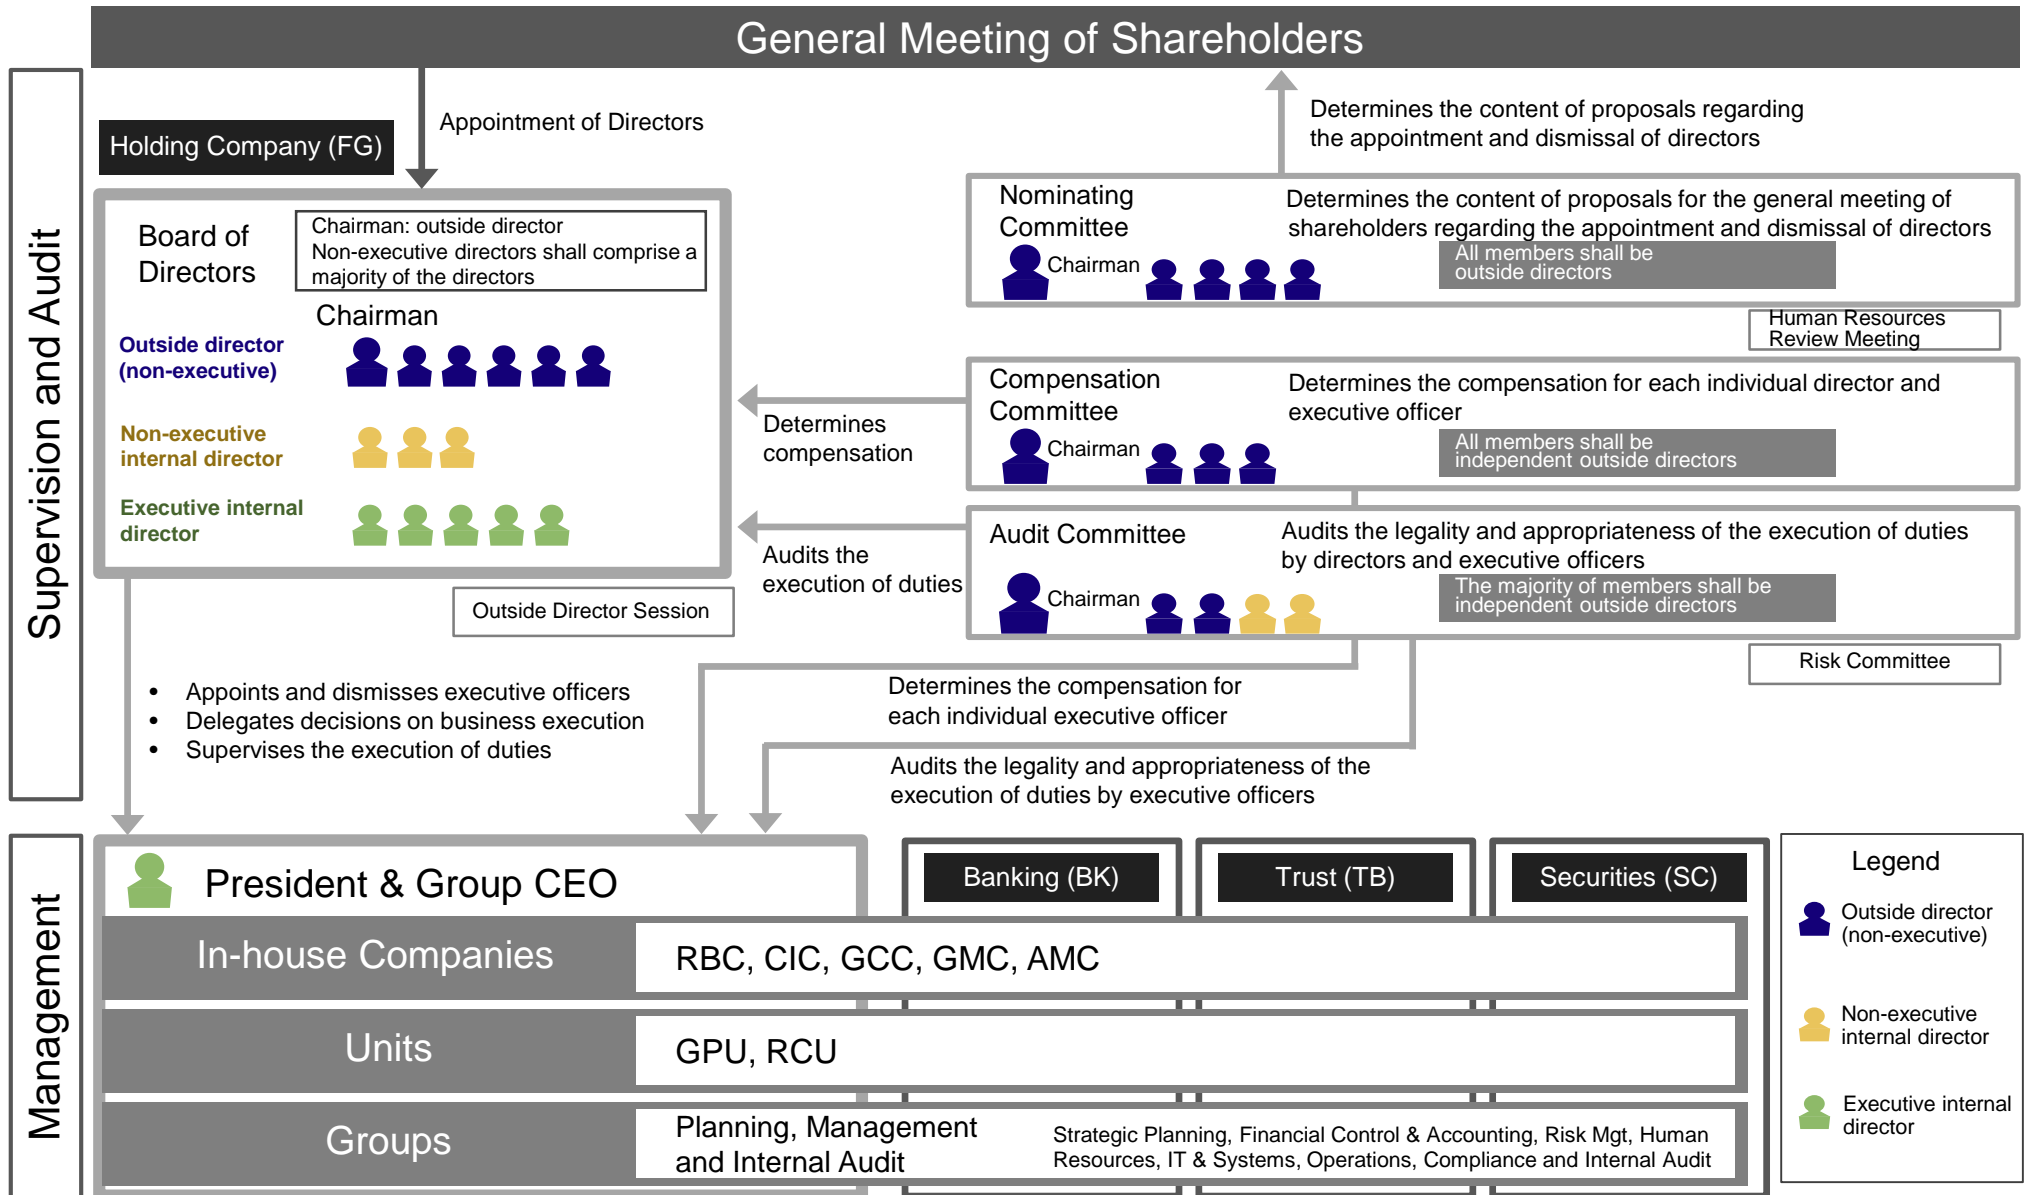 General Meeting of Shareholders
Supervision and Audit
Holding Company (FG)
Appointment of Directors
Determines the content of proposals regarding
the appointment and dismissal of directors
Board of
Directors
Chairman: outside director
Non-executive directors shall comprise a
majority of the directors
Chairman
Outside director
(non-executive)
Non-executive
internal director
Executive internal
director
Outside Director Session
Nominating
Committee
Chairman
Determines the content of proposals for the general meeting of
shareholders regarding the appointment and dismissal of directors
All members shall be
outside directors
Human Resources
Review Meeting
Compensation
Committee
Chairman
Determines the compensation for each individual director and
executive officer
All members shall be
independent outside directors
Determines
compensation
Audit Committee
Chairman
Audits the legality and appropriateness of the execution of duties
by directors and executive officers
The majority of members shall be
independent outside directors
Audits the
execution of duties
Risk Committee
• Appoints and dismisses executive officers
• Delegates decisions on business execution
• Supervises the execution of duties
Determines the compensation for
each individual executive officer
Audits the legality and appropriateness of the
execution of duties by executive officers
Management
President & Group CEO
Banking (BK)
Trust (TB)
Securities (SC)
In-house Companies
RBC, CIC, GCC, GMC, AMC
Units
GPU, RCU
Groups
Planning, Management
and Internal Audit
Strategic Planning, Financial Control & Accounting, Risk Mgt, Human
Resources, IT & Systems, Operations, Compliance and Internal Audit
Legend
Outside director
(non-executive)
Non-executive
internal director
Executive internal
director